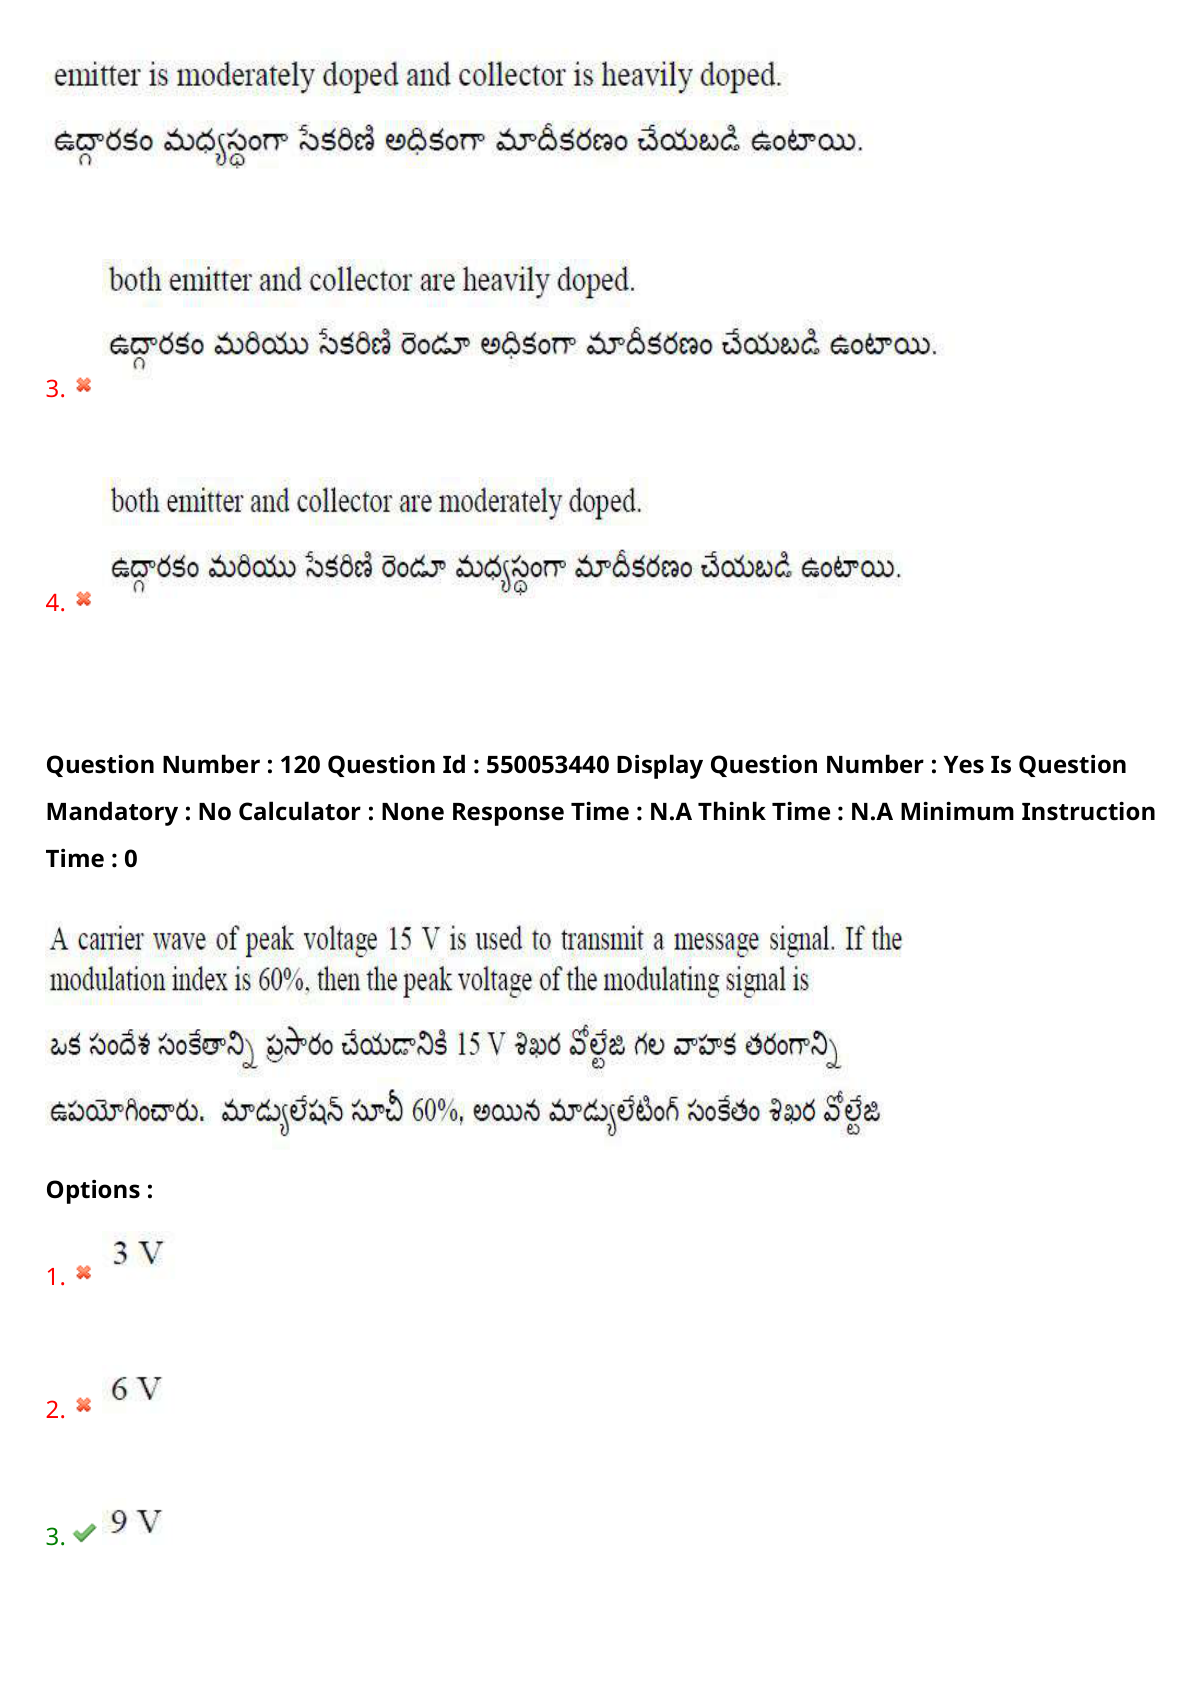 emitter is moderately doped and collector is heavily doped.
ఉద్గారకం మధ్యస్థంగా సేకరిణి అధికంగా మాదీకరణం చేయబడి ఉంటాయి.
both emitter and collector are heavily doped.
ఉద్గారకం మరియు సేకరిణి రెండూ అధికంగా మాదీకరణం చేయబడి ఉంటాయి.
3.
both emitter and collector are moderately doped.
ఉద్గారకం మరియు సేకరిణి రెండూ మధ్యస్థంగా మాదీకరణం చేయబడి ఉంటాయి.
4.
Question Number : 120 Question Id : 550053440 Display Question Number : Yes Is Question
Mandatory : No Calculator : None Response Time : N.A Think Time : N.A Minimum Instruction
Time : 0
A carrier wave of peak voltage 15 V is used to transmit a message signal. If the
modulation index is 60%, then the peak voltage of the modulating signal is
ఒక సందేశ సంకేతాన్ని ప్రసారం చేయడానికి 15 V శిఖర వోల్టేజి గల వాహక తరంగాన్ని
ఉపయోగించారు. మాడ్యులేషన్ సూచీ 60%, అయిన మాడ్యులేటింగ్ సంకేతం శిఖర వోల్టేజి
Options :
3 V
1.
6 V
2.
9 V
3.